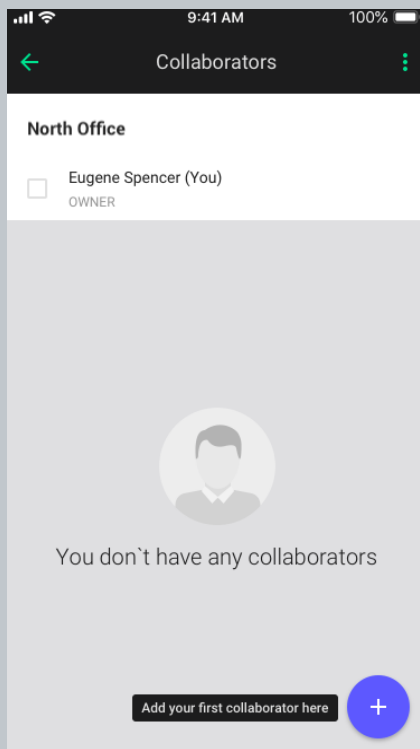 9:41 AM 100%
Collaborators
North Office
Eugene Spencer (You)
OWNER
You don`t have any collaborators
Add your first collaborator here